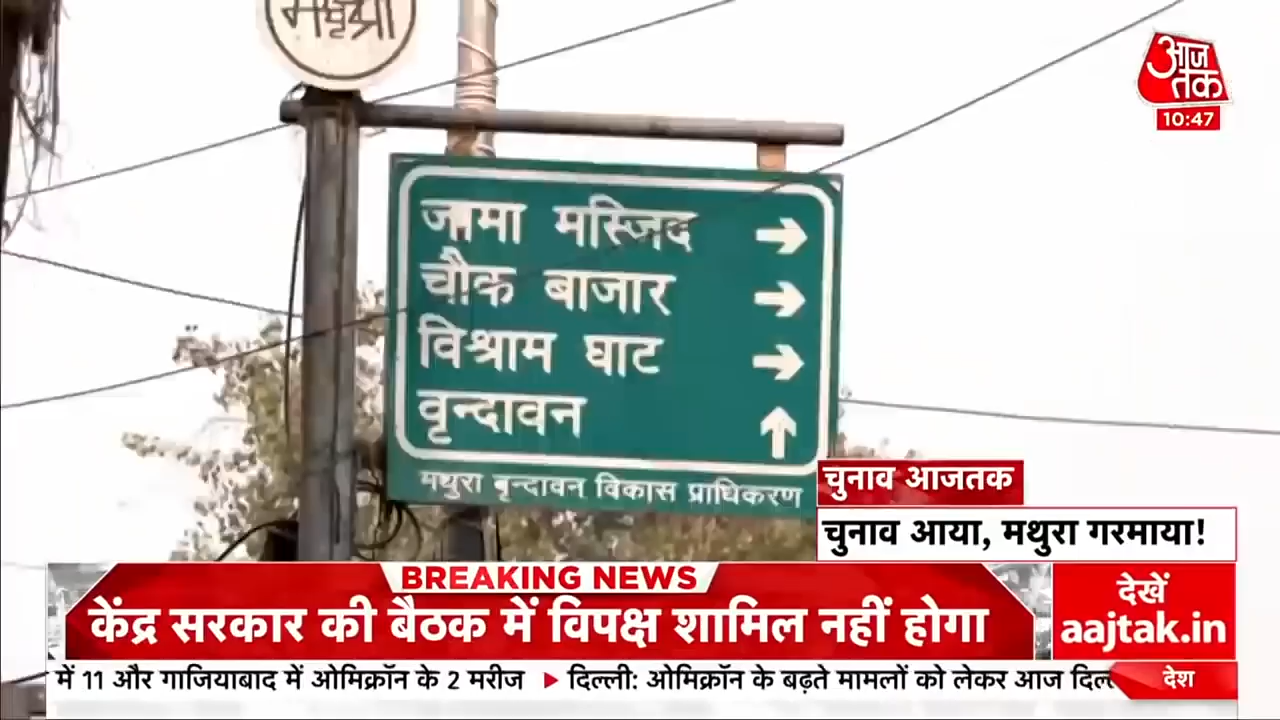 आज
तक
10:47
जामा मस्जिद
चौक बाजार
विश्राम घाट
वृन्दावन
मथुरा बृन्दावन विकास प्राधिकरण
चुनाव आजतक
चुनाव आया, मथुरा गरमाया!
BREAKING NEWS
केंद्र सरकार की बैठक में विपक्ष शामिल नहीं होगा
देखें
aajtak.in
में 11 और गाजियाबाद में ओमिक्रॉन के 2 मरीज ▶ दिल्ली: ओमिक्रॉन के बढ़ते मामलों को लेकर आज
देश